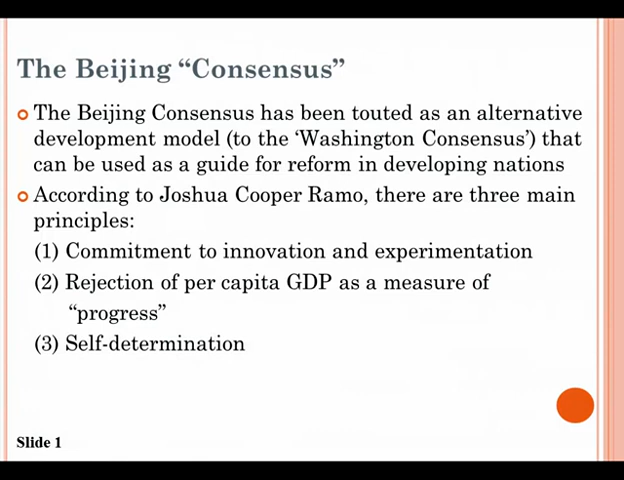 The Beijing “Consensus”
The Beijing Consensus has been touted as an alternative
development model (to the ‘Washington Consensus’) that
can be used as a guide for reform in developing nations
According to Joshua Cooper Ramo, there are three main
principles:
(1) Commitment to innovation and experimentation
(2) Rejection of per capita GDP as a measure of
“progress”
(3) Self-determination
Slide 1